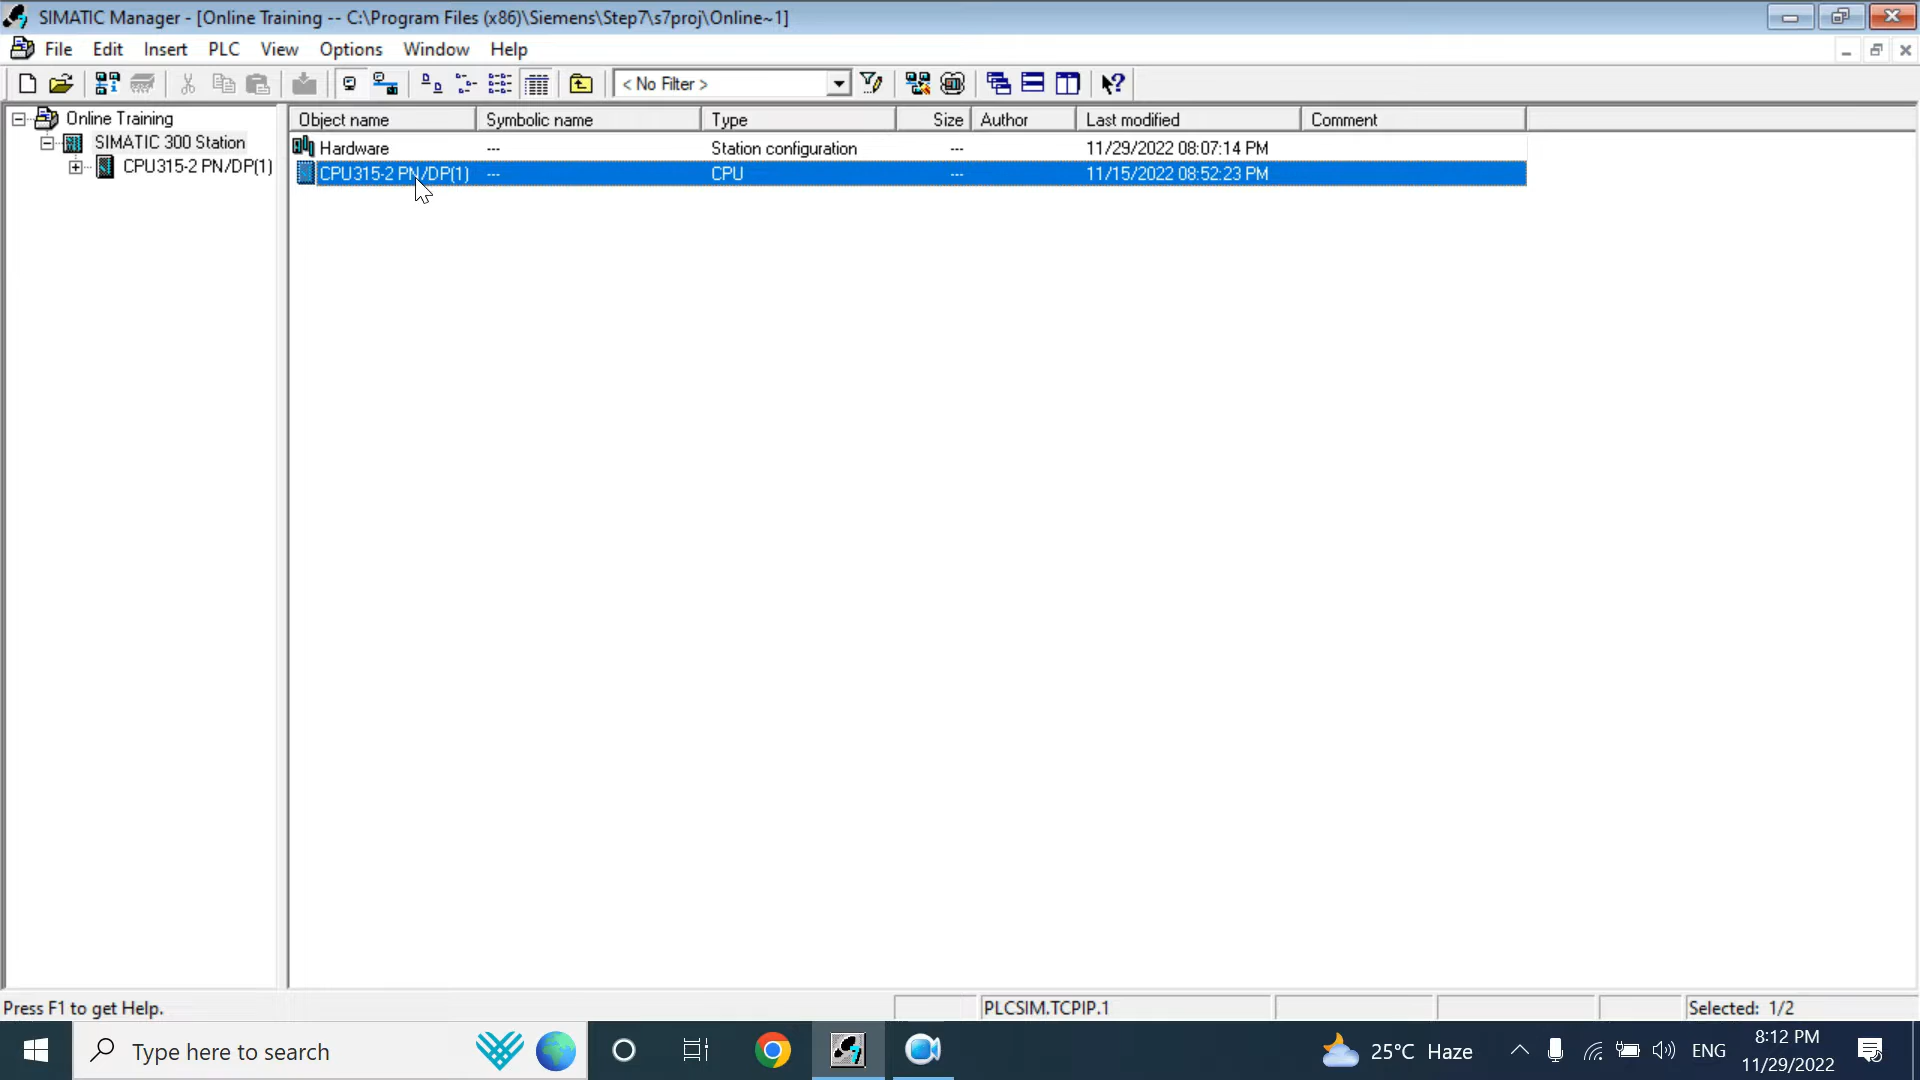 SIMATIC Manager - [Online Training -- C:\Program Files (x86)\Siemens\Step7\s7proj\Online~1]
File Edit Insert PLC View Options Window Help
< No Filter >
Online Training
SIMATIC 300 Station
CPU315-2 PN/DP(1)
Object name Symbolic name Type Size Author Last modified Comment
Hardware --- Station configuration --- 11/29/2022 08:07:14 PM
CPU315-2 PN/DP(1) --- CPU --- 11/15/2022 08:52:23 PM
Press F1 to get Help. PLCSIM.TCPIP.1 Selected: 1/2
Type here to search 25°C Haze ENG 8:12 PM
11/29/2022